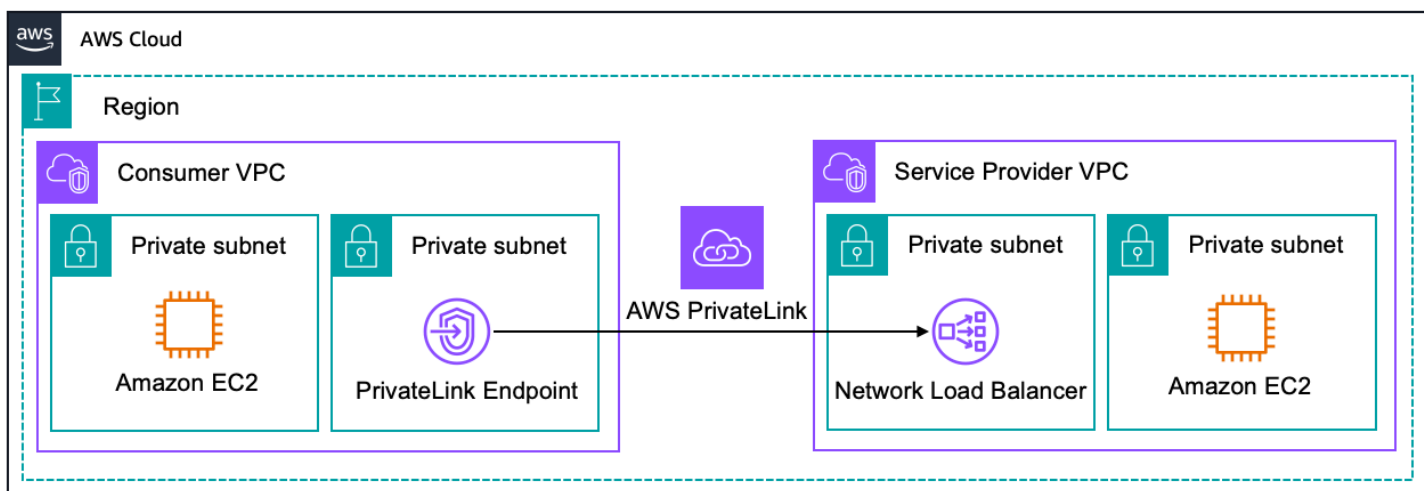 aws
AWS Cloud
Region
Consumer VPC
Private subnet
Amazon EC2
Private subnet
PrivateLink Endpoint
AWS PrivateLink
Service Provider VPC
Private subnet
Network Load Balancer
Private subnet
Amazon EC2